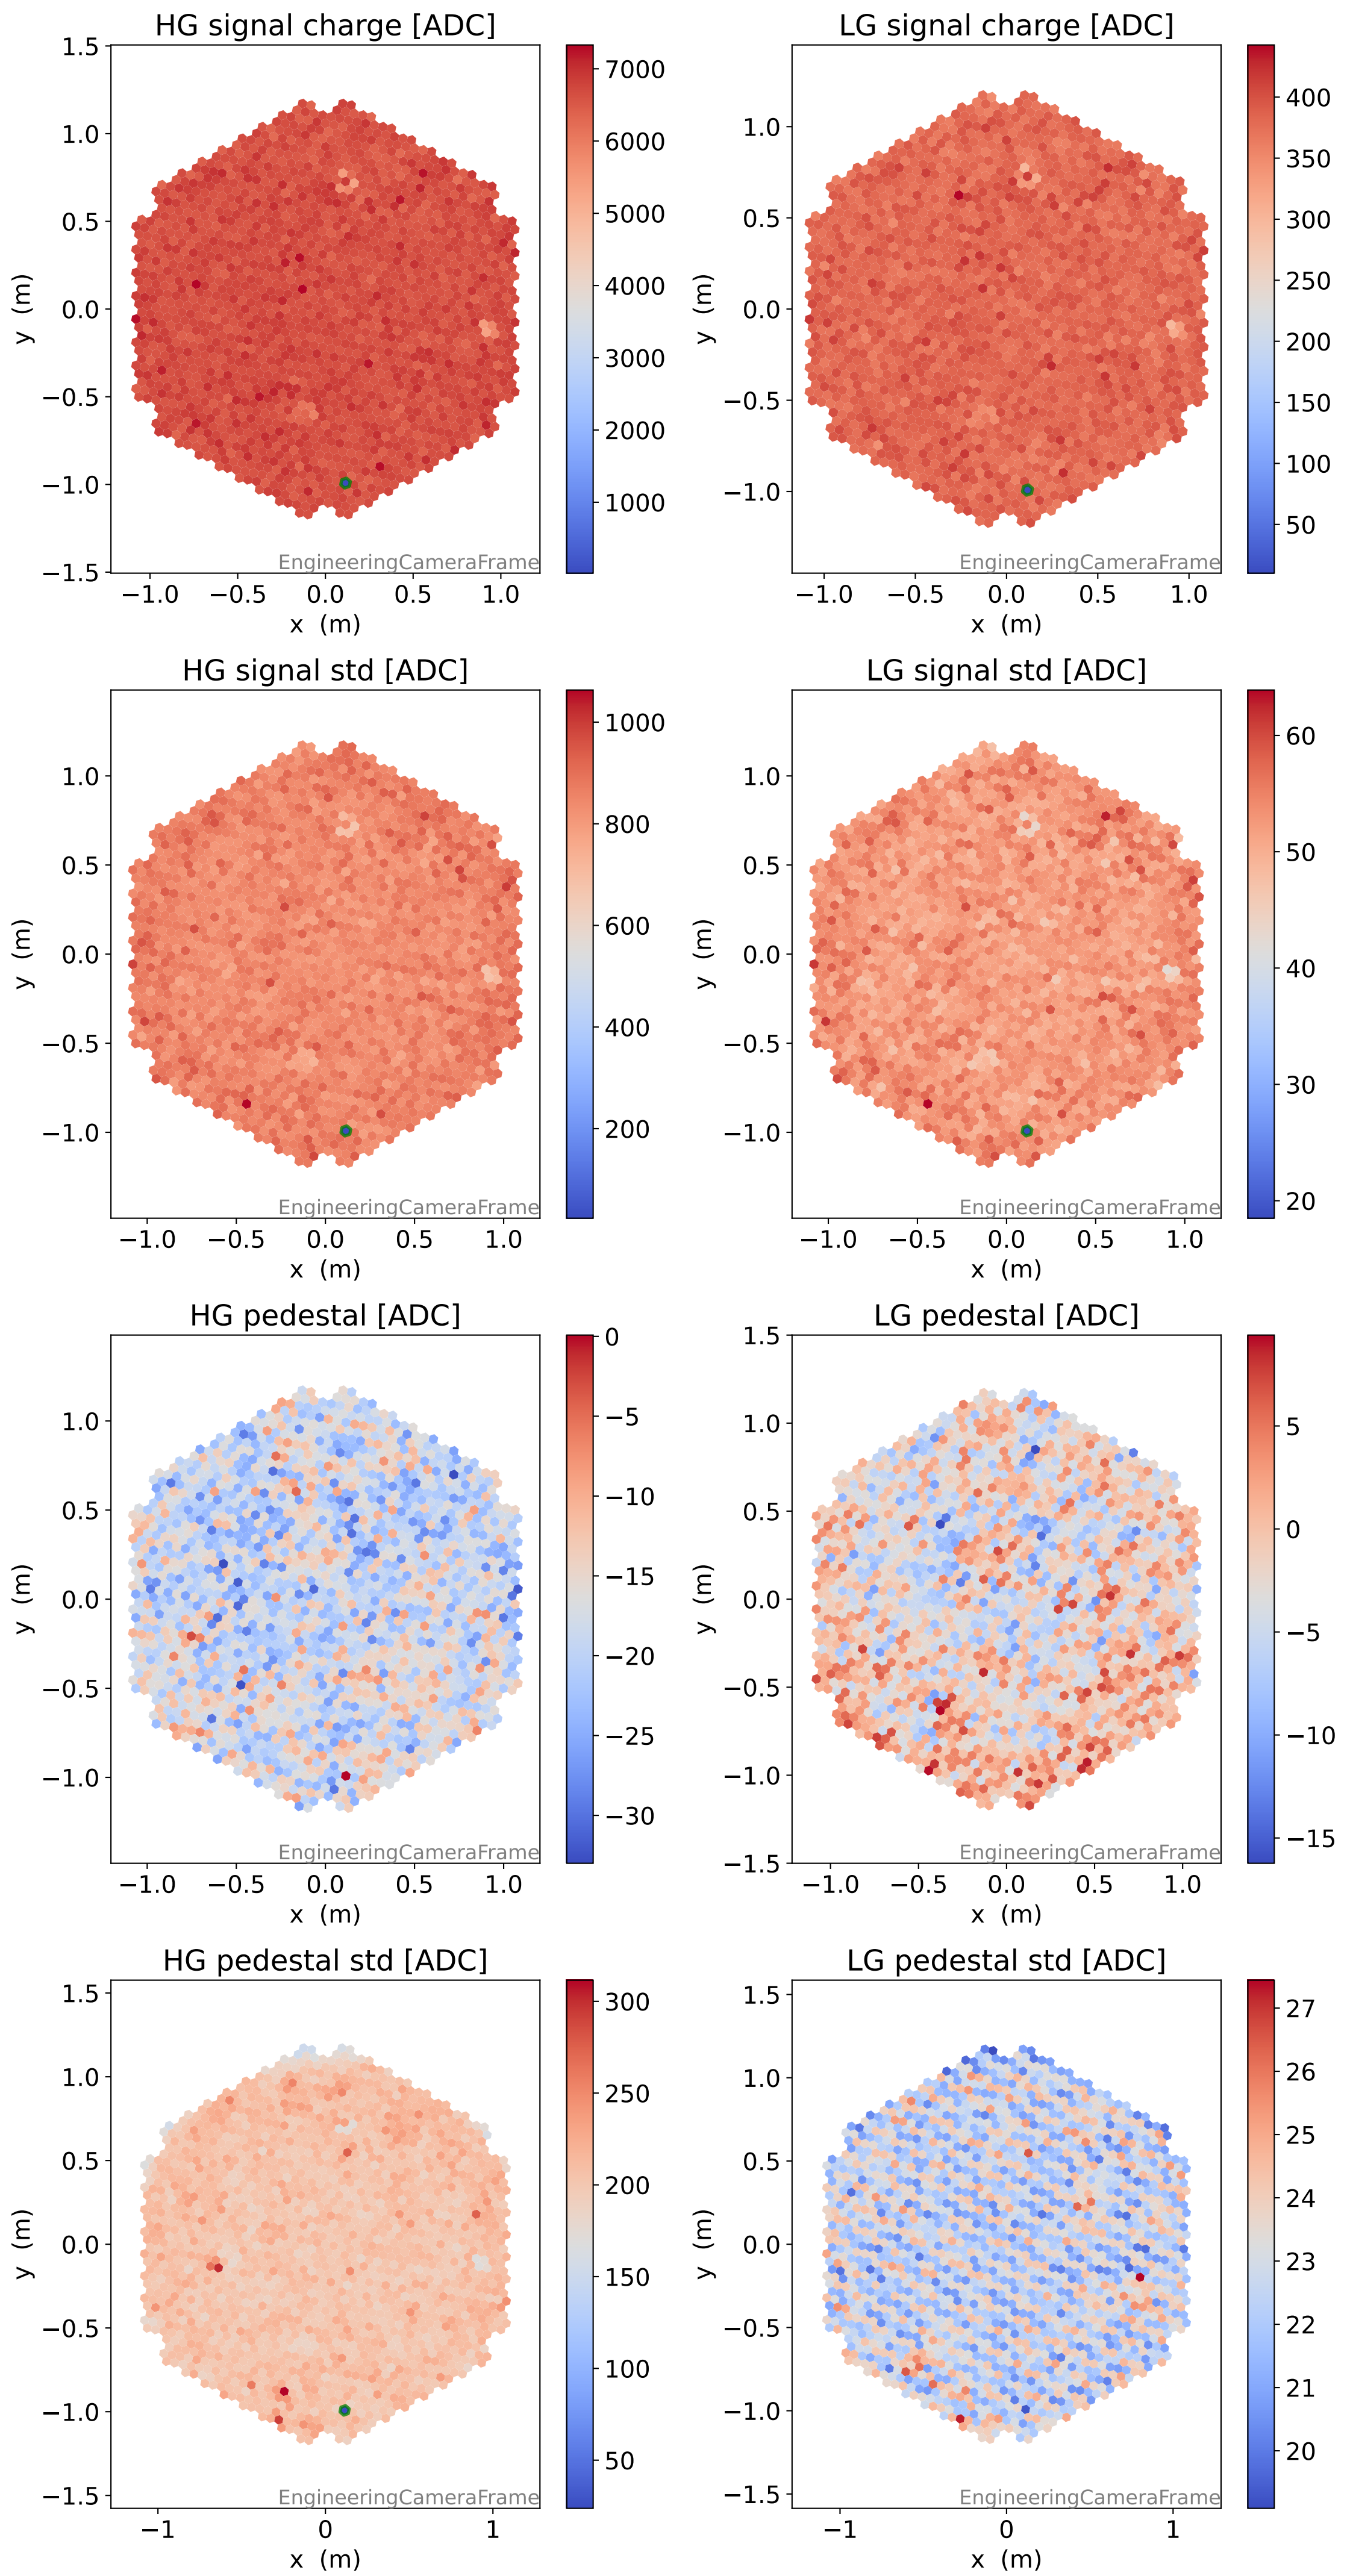 HG signal charge [ADC]
1.5
1.0
0.5
0.0
−0.5
−1.0
−1.5
y (m)
EngineeringCameraFrame
−1.0 −0.5 0.0 0.5 1.0
x (m)
7000
6000
5000
4000
3000
2000
1000
LG signal charge [ADC]
1.0
0.5
0.0
−0.5
−1.0
y (m)
EngineeringCameraFrame
−1.0 −0.5 0.0 0.5 1.0
x (m)
400
350
300
250
200
150
100
50
HG signal std [ADC]
1.0
0.5
0.0
−0.5
−1.0
y (m)
EngineeringCameraFrame
−1.0 −0.5 0.0 0.5 1.0
x (m)
1000
800
600
400
200
LG signal std [ADC]
1.0
0.5
0.0
−0.5
−1.0
y (m)
EngineeringCameraFrame
−1.0 −0.5 0.0 0.5 1.0
x (m)
60
50
40
30
20
HG pedestal [ADC]
1.0
0.5
0.0
−0.5
−1.0
y (m)
EngineeringCameraFrame
−1.0 −0.5 0.0 0.5 1.0
x (m)
0
−5
−10
−15
−20
−25
−30
LG pedestal [ADC]
1.5
1.0
0.5
0.0
−0.5
−1.0
−1.5
y (m)
EngineeringCameraFrame
−1.0 −0.5 0.0 0.5 1.0
x (m)
5
0
−5
−10
−15
HG pedestal std [ADC]
1.5
1.0
0.5
0.0
−0.5
−1.0
−1.5
y (m)
EngineeringCameraFrame
−1 0 1
x (m)
300
250
200
150
100
50
LG pedestal std [ADC]
1.5
1.0
0.5
0.0
−0.5
−1.0
−1.5
y (m)
EngineeringCameraFrame
−1 0 1
x (m)
27
26
25
24
23
22
21
20